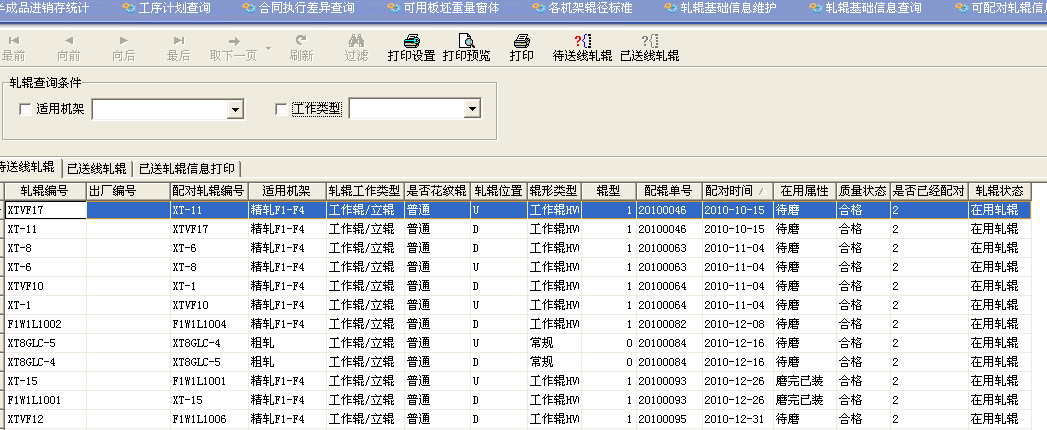 半成品进销存统计 工序计划查询 合同执行差异查询 可用板坯重量窗体 各机架辊径标准 轧辊基础信息维护 轧辊基础信息查询 可配对轧辊信
最前 向前 向后 最后 取下一页 刷新 过滤 打印设置 打印预览 打印 待送线轧辊 已送线轧辊
轧辊查询条件
适用机架 工作类型
待送线轧辊 已送线轧辊 已送轧辊信息打印
轧辊编号 出厂编号 配对轧辊编号 适用机架 轧辊工作类型 是否花纹辊 轧辊位置 辊形类型 辊型 配辊单号 配对时间 在用属性 质量状态 是否已经配对 轧辊状态
XTVF17 XT-11 精轧F1-F4 工作辊/立辊 普通 U 工作辊HV 1 20100046 2010-10-15 待磨 合格 2 在用轧辊
XT-11 XTVF17 精轧F1-F4 工作辊/立辊 普通 D 工作辊HV 1 20100046 2010-10-15 待磨 合格 2 在用轧辊
XT-8 XT-6 精轧F1-F4 工作辊/立辊 普通 D 工作辊HV 1 20100063 2010-11-04 待磨 合格 2 在用轧辊
XT-6 XT-8 精轧F1-F4 工作辊/立辊 普通 U 工作辊HV 1 20100063 2010-11-04 待磨 合格 2 在用轧辊
XTVF10 XT-1 精轧F1-F4 工作辊/立辊 普通 D 工作辊HV 1 20100064 2010-11-04 待磨 合格 2 在用轧辊
XT-1 XTVF10 精轧F1-F4 工作辊/立辊 普通 U 工作辊HV 1 20100064 2010-11-04 待磨 合格 2 在用轧辊
F1W1L1002 F1W1L1004 精轧F1-F4 工作辊/立辊 普通 D 工作辊HV 1 20100082 2010-12-08 待磨 合格 2 在用轧辊
XT8GLC-5 XT8GLC-4 粗轧 工作辊/立辊 普通 U 常规 0 20100084 2010-12-16 待磨 合格 2 在用轧辊
XT8GLC-4 XT8GLC-5 粗轧 工作辊/立辊 普通 D 常规 0 20100084 2010-12-16 待磨 合格 2 在用轧辊
XT-15 F1W1L1001 精轧F1-F4 工作辊/立辊 普通 U 工作辊HV 1 20100093 2010-12-26 磨完已装 合格 2 在用轧辊
F1W1L1001 XT-15 精轧F1-F4 工作辊/立辊 普通 D 工作辊HV 1 20100093 2010-12-26 磨完已装 合格 2 在用轧辊
XTVF12 F1W1L1006 精轧F1-F4 工作辊/立辊 普通 D 工作辊HV 1 20100095 2010-12-31 待磨 合格 2 在用轧辊